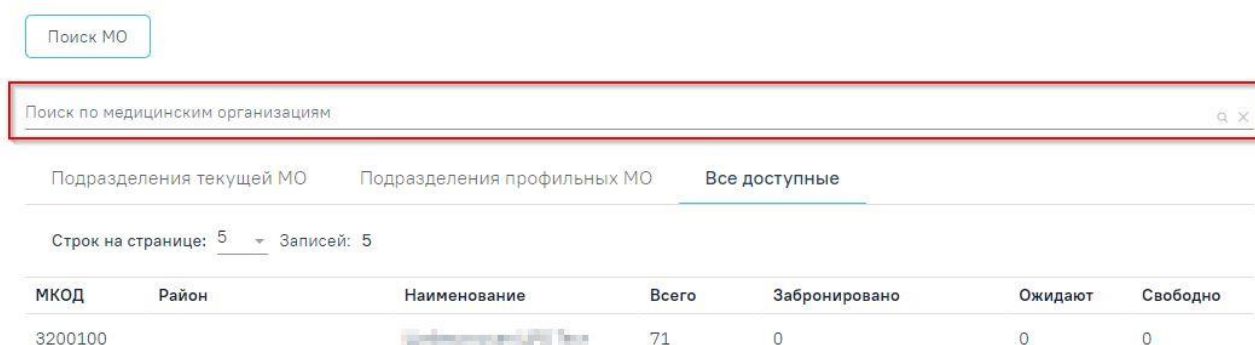 Поиск МО
Поиск по медицинским организациям
Подразделения текущей МО Подразделения профильных МО Все доступные
Строк на странице: 5 Записей: 5
МКОД Район Наименование Всего Забронировано Ожидают Свободно
3200100 71 0 0 0